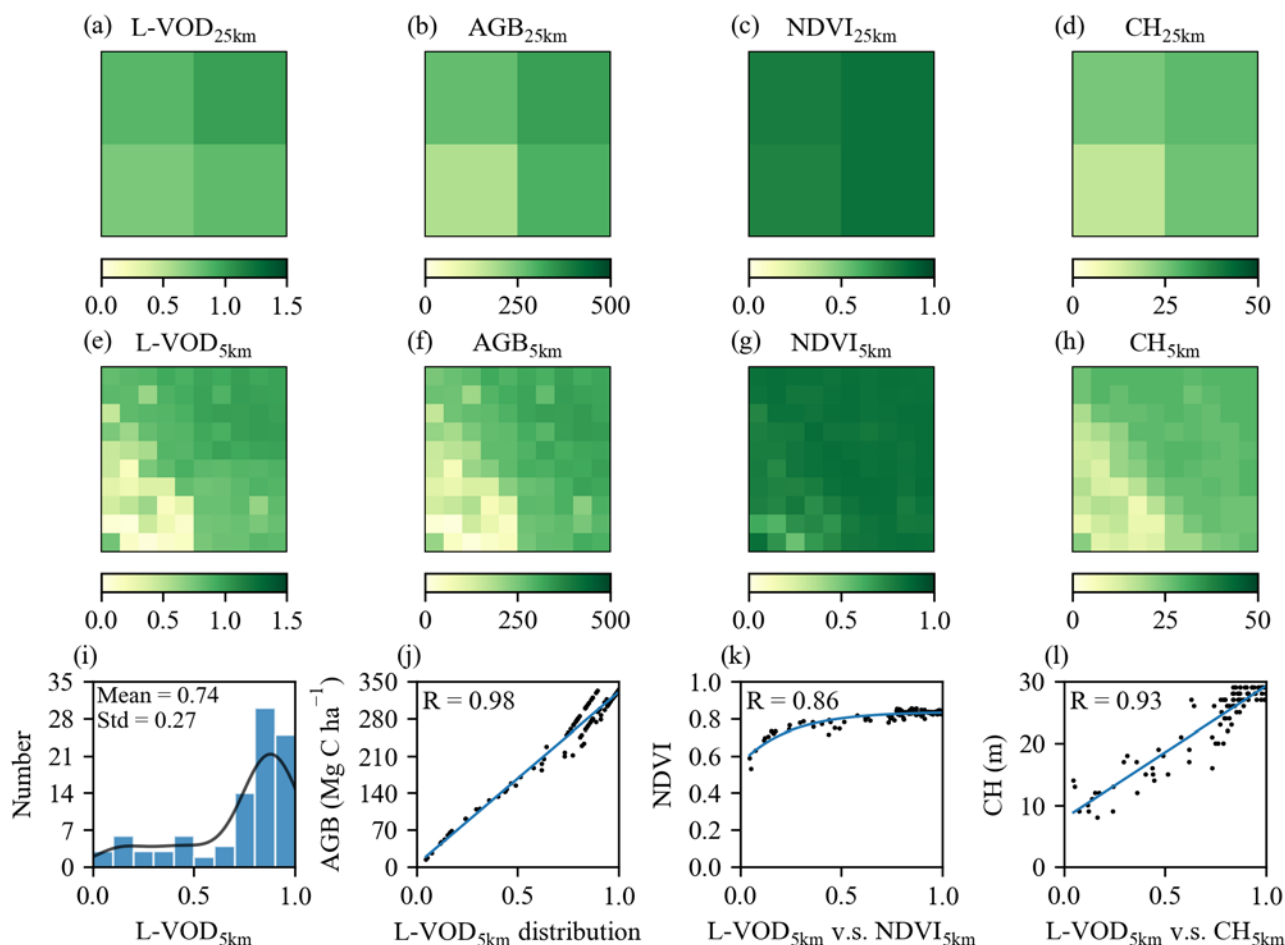 (a) L-VOD25km (b) AGB25km (c) NDVI25km (d) CH25km
0.0 0.5 1.0 1.5 0 250 500 0.0 0.5 1.0 0 25 50
(e) L-VOD5km (f) AGB5km (g) NDVI5km (h) CH5km
0.0 0.5 1.0 1.5 0 250 500 0.0 0.5 1.0 0 25 50
(i) (j) (k) (l)
Number
35
28
21
14
7
0
Mean = 0.74
Std = 0.27
0.0 0.5 1.0
L-VOD5km
AGB (Mg C ha−1)
350
280
210
140
70
0
R = 0.98
0.0 0.5 1.0
L-VOD5km distribution
NDVI
1.0
0.8
0.6
0.4
0.2
0.0
R = 0.86
0.0 0.5 1.0
L-VOD5km v.s. NDVI5km
CH (m)
30
20
10
0
R = 0.93
0.0 0.5 1.0
L-VOD5km v.s. CH5km